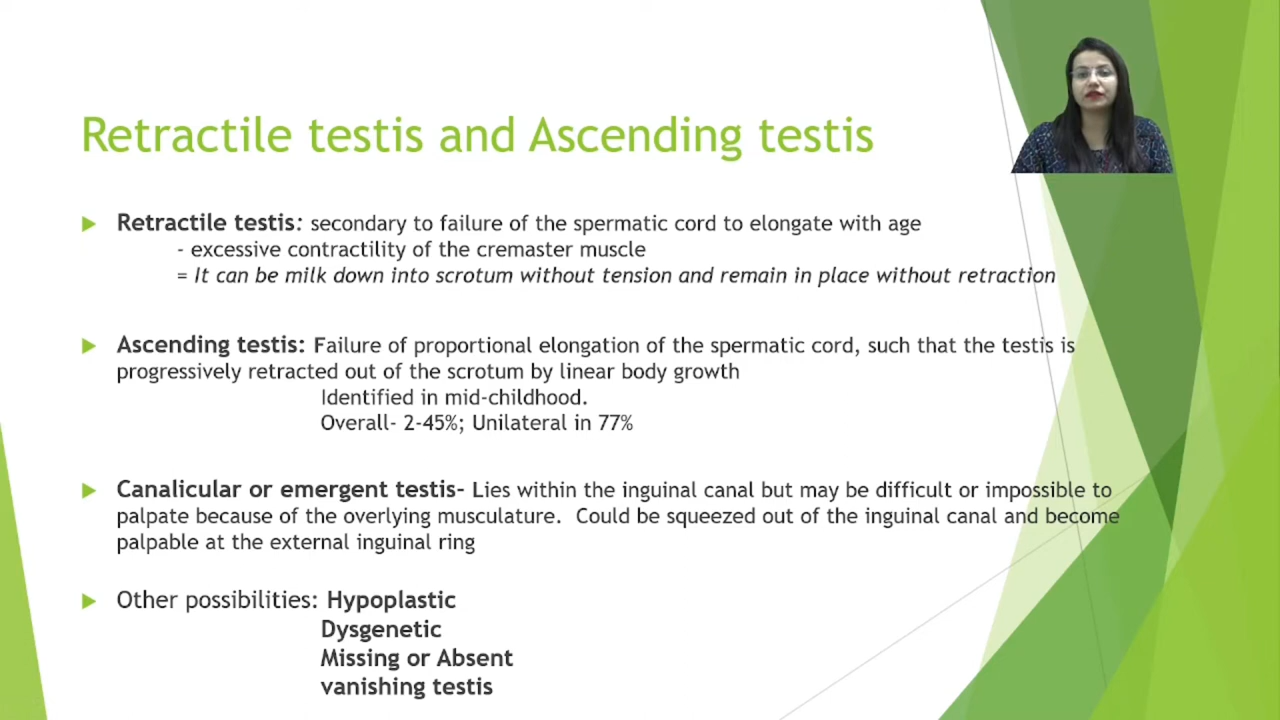 Retractile testis and Ascending testis
Retractile testis: secondary to failure of the spermatic cord to elongate with age
- excessive contractility of the cremaster muscle
= It can be milk down into scrotum without tension and remain in place without retraction
Ascending testis: Failure of proportional elongation of the spermatic cord, such that the testis is
progressively retracted out of the scrotum by linear body growth
Identified in mid-childhood.
Overall- 2-45%; Unilateral in 77%
Canalicular or emergent testis- Lies within the inguinal canal but may be difficult or impossible to
palpate because of the overlying musculature. Could be squeezed out of the inguinal canal and become
palpable at the external inguinal ring
Other possibilities: Hypoplastic
Dysgenetic
Missing or Absent
vanishing testis